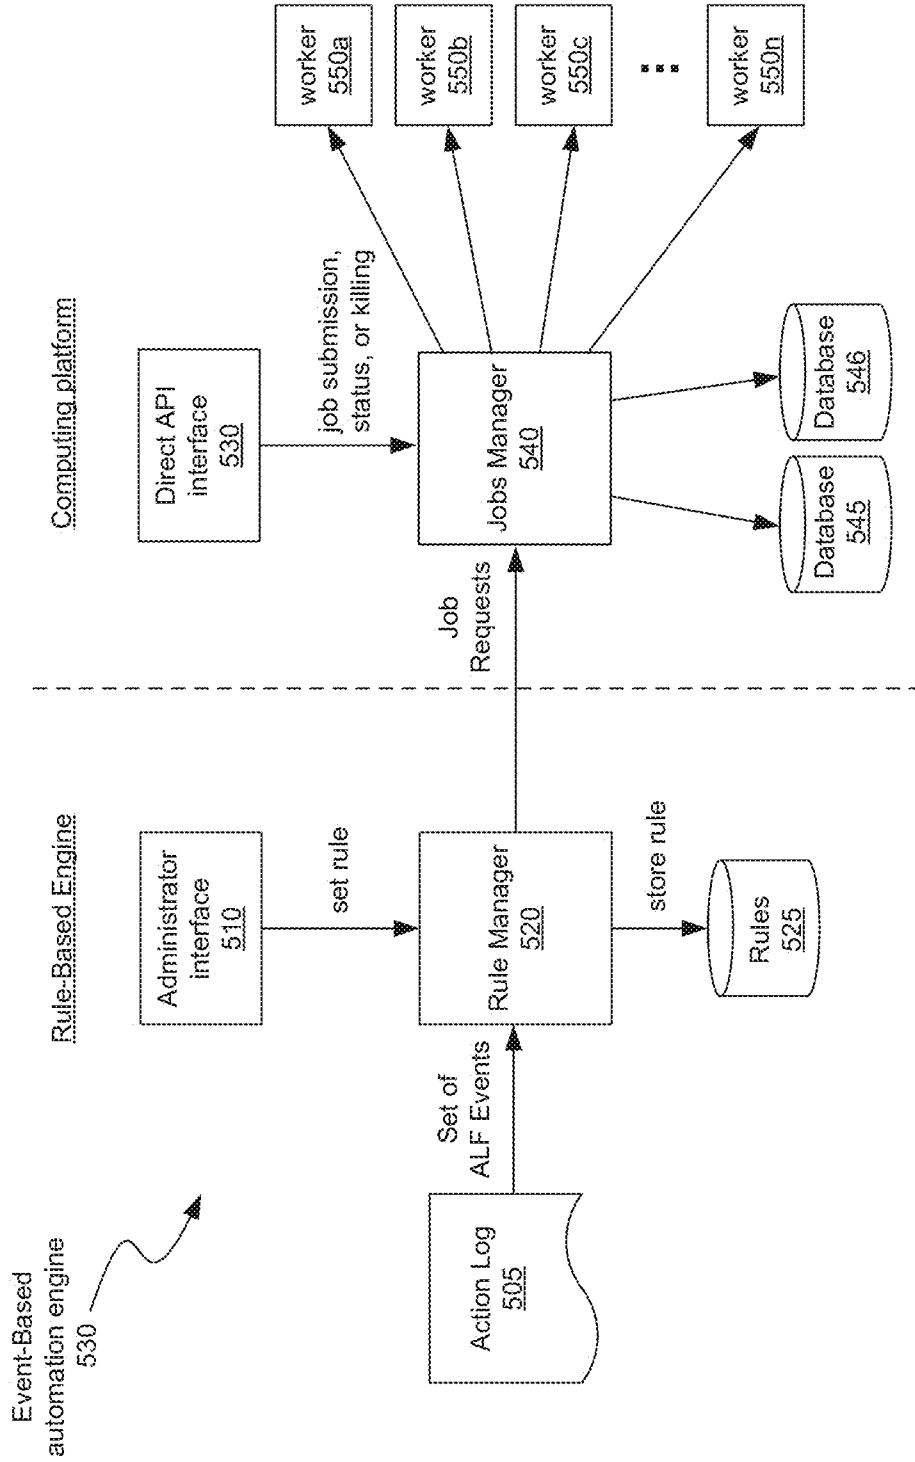 Event-Based
automation engine
530
Rule-Based Engine
Computing platform
Administrator
interface
510
Direct API
interface
530
set rule
job submission,
status, or killing
Action Log
505
Set of
ALF Events
Rule Manager
520
Job
Requests
Jobs Manager
540
store rule
Rules
525
Database
545
Database
546
worker
550a
worker
550b
worker
550c
worker
550n